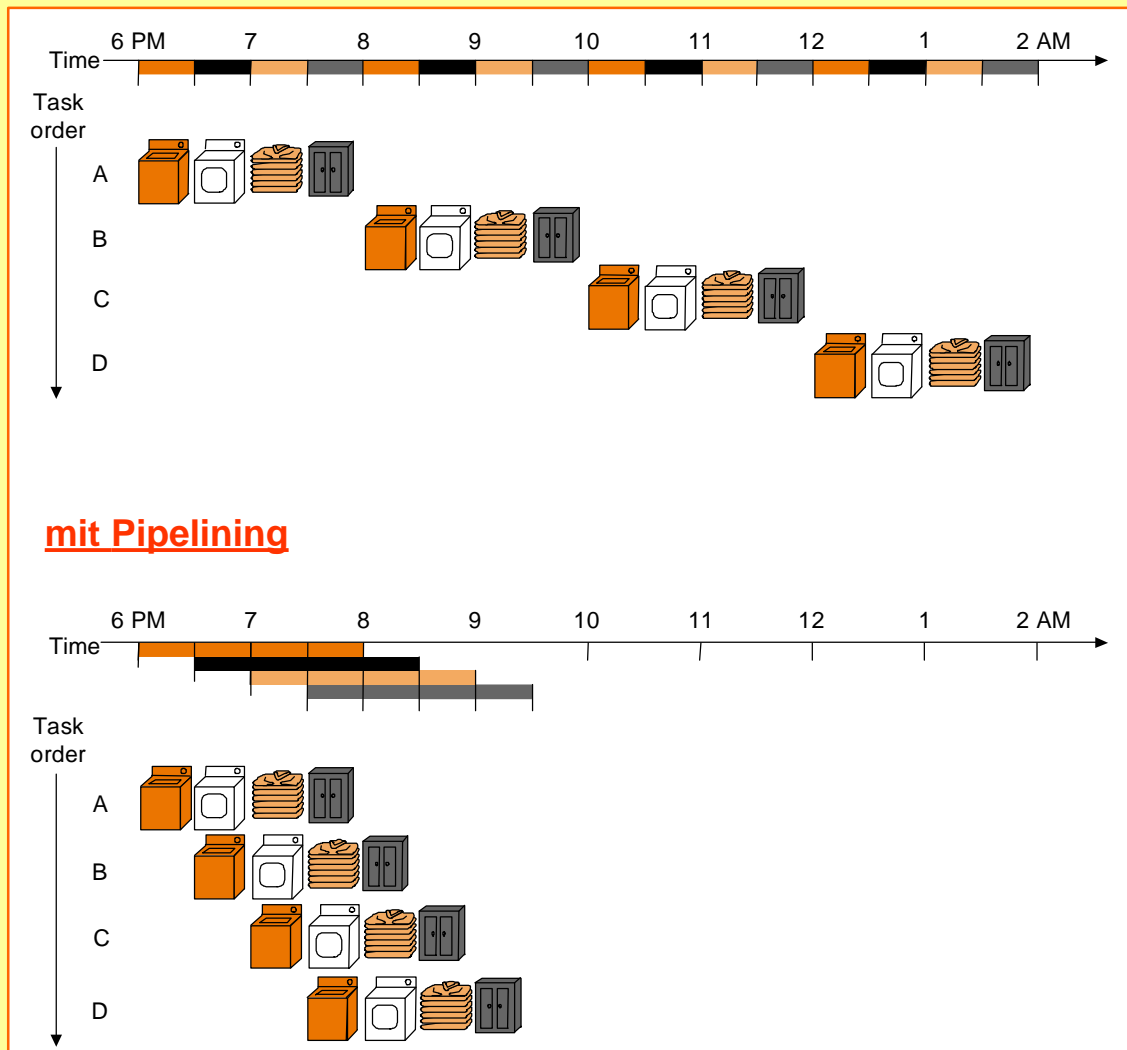 6 PM 7 8 9 10 11 12 1 2 AM
Time
Task
order
A
B
C
D
mit Pipelining
6 PM 7 8 9 10 11 12 1 2 AM
Time
Task
order
A
B
C
D